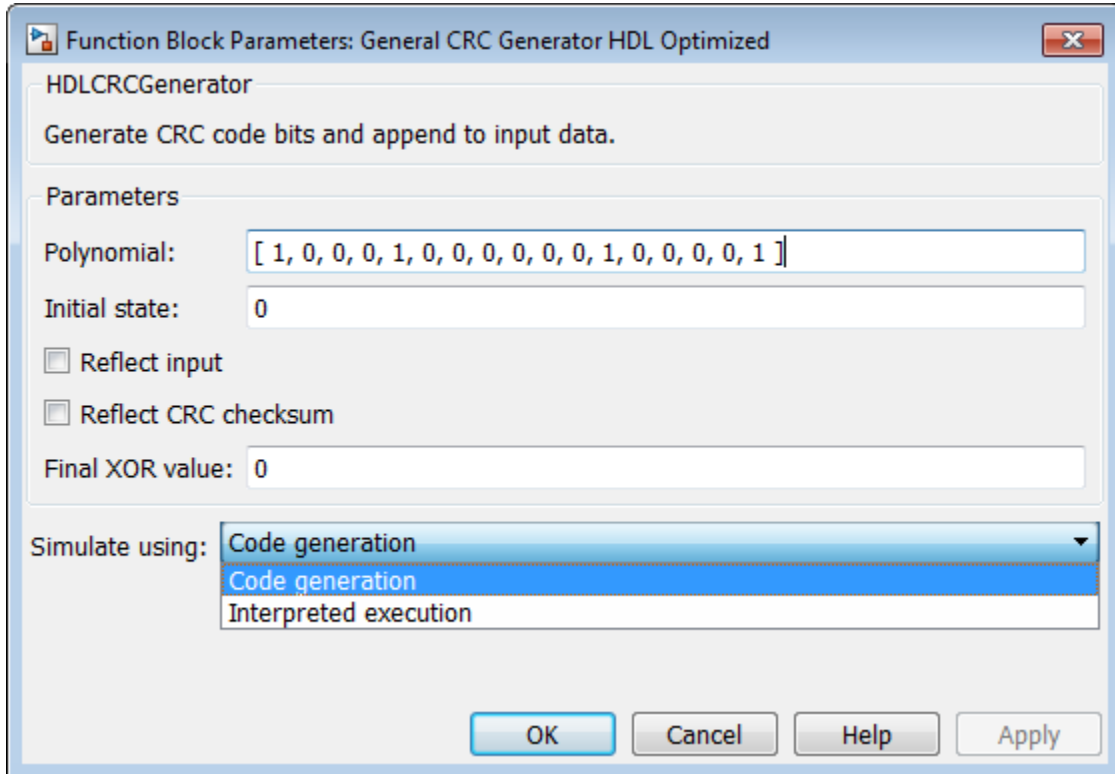 Function Block Parameters: General CRC Generator HDL Optimized
HDLCRCGenerator
Generate CRC code bits and append to input data.
Parameters
Polynomial: [ 1, 0, 0, 0, 1, 0, 0, 0, 0, 0, 0, 1, 0, 0, 0, 0, 1 ]
Initial state: 0
Reflect input
Reflect CRC checksum
Final XOR value: 0
Simulate using: Code generation
Code generation
Interpreted execution
OK Cancel Help Apply